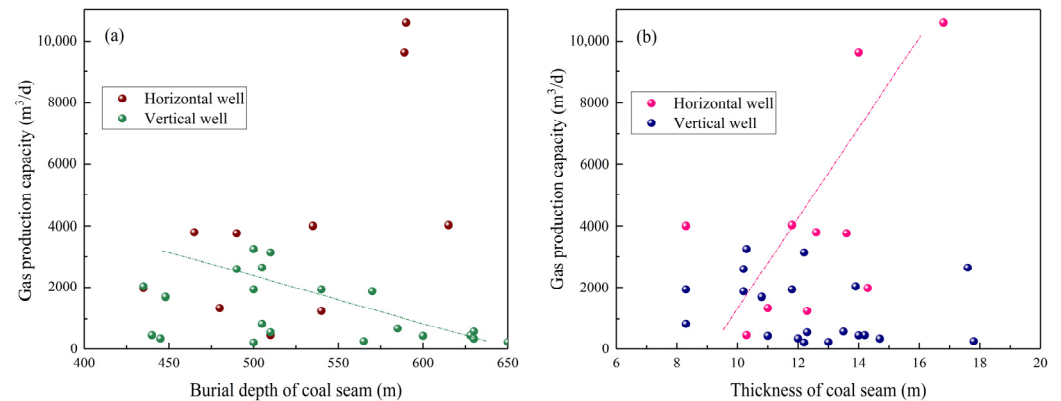 (a)
Gas production capacity (m³/d)
10,000
8000
6000
4000
2000
0
Horizontal well
Vertical well
400 450 500 550 600 650
Burial depth of coal seam (m)
(b)
Gas production capacity (m³/d)
10,000
8000
6000
4000
2000
0
Horizontal well
Vertical well
6 8 10 12 14 16 18 20
Thickness of coal seam (m)